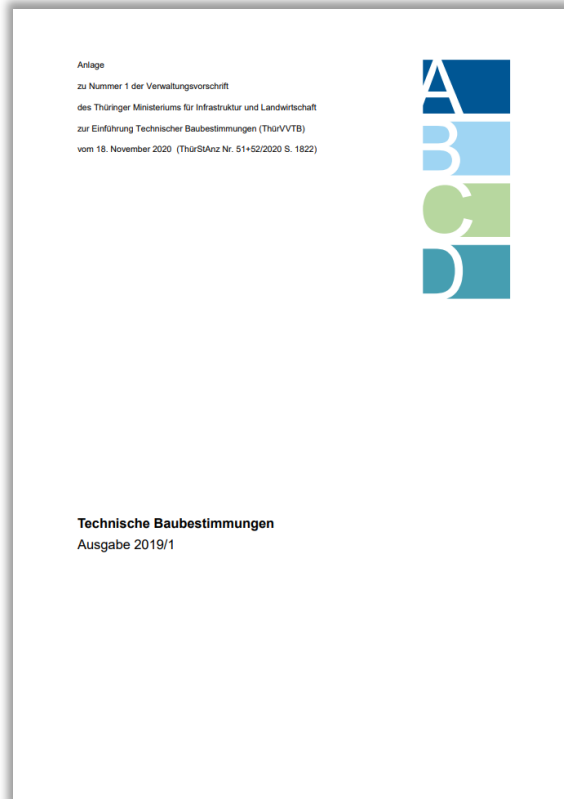 Anlage
zu Nummer 1 der Verwaltungsvorschrift
des Thüringer Ministeriums für Infrastruktur und Landwirtschaft
zur Einführung Technischer Baubestimmungen (ThürVVTB)
vom 18. November 2020 (ThürStAnz Nr. 51+52/2020 S. 1822)
A
B
C
D
Technische Baubestimmungen
Ausgabe 2019/1